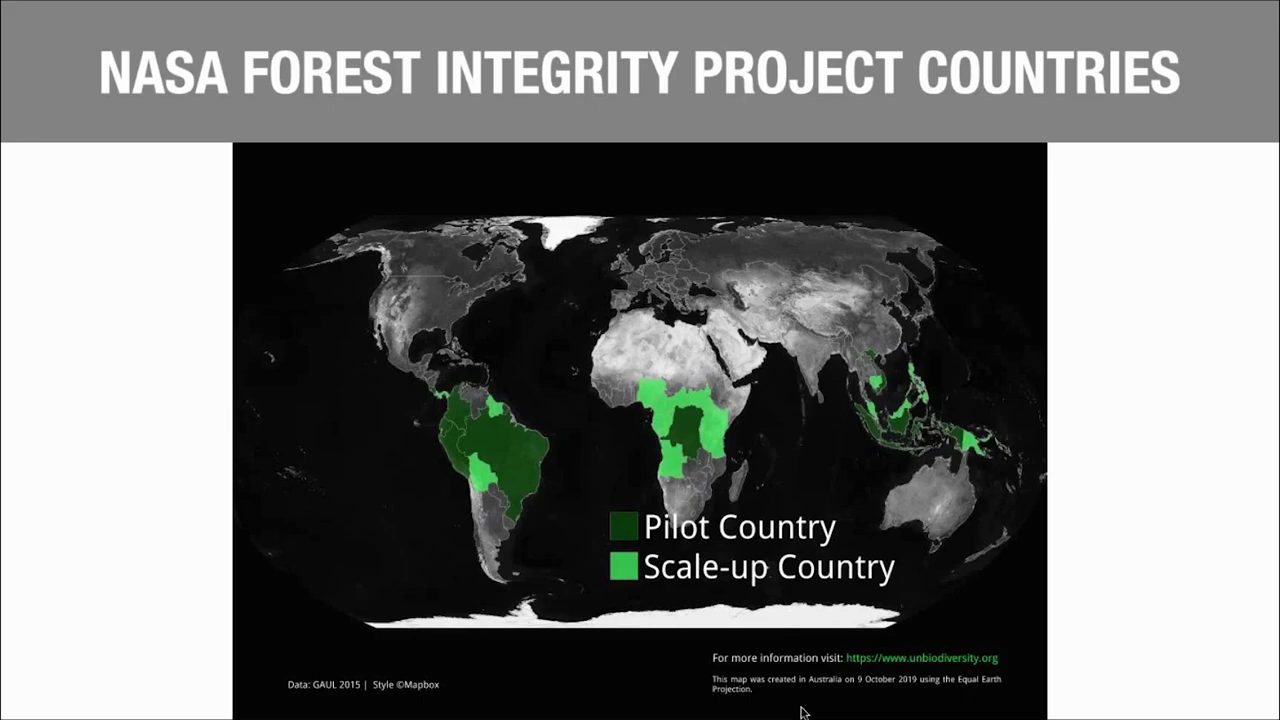 NASA FOREST INTEGRITY PROJECT COUNTRIES
Pilot Country
Scale-up Country
For more information visit: https://www.unbiodiversity.org
Data: GAUL 2015 | Style ©Mapbox
This map was created in Australia on 9 October 2019 using the Equal Earth
Projection.